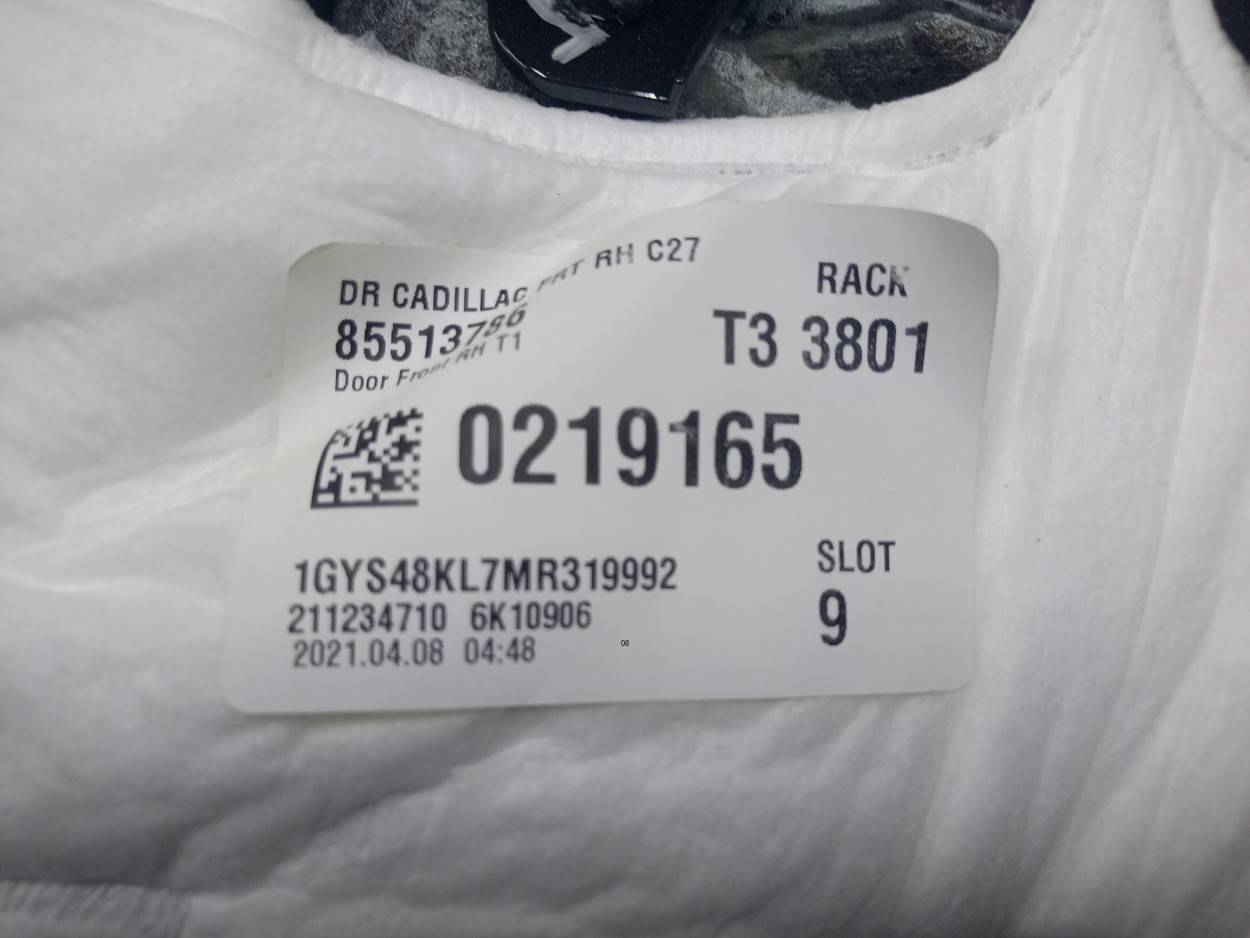 DR CADILLAC FRT RH C27
85513786
Door Front RH T1
RACK
T3 3801
0219165
1GYS48KL7MR319992
211234710 6K10906
2021.04.08 04:48
08
SLOT
9